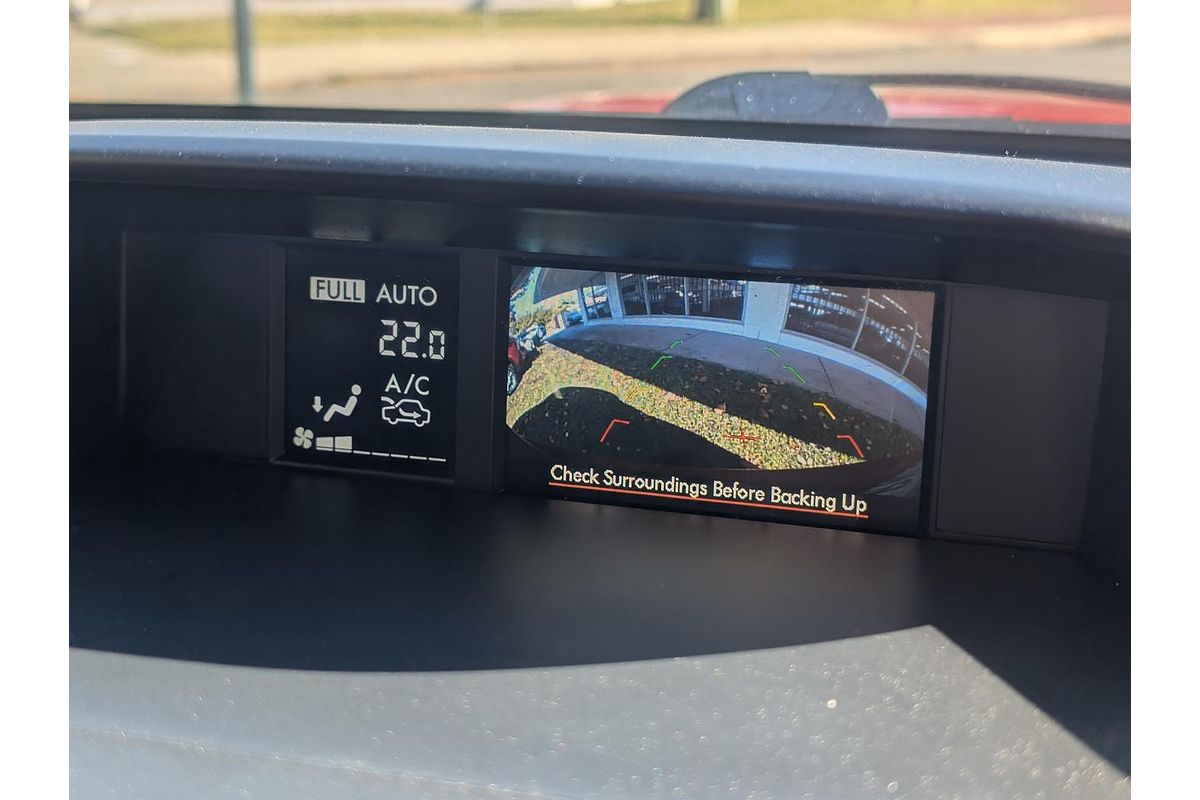 FULL AUTO
22.0
A/C
Check Surroundings Before Backing Up